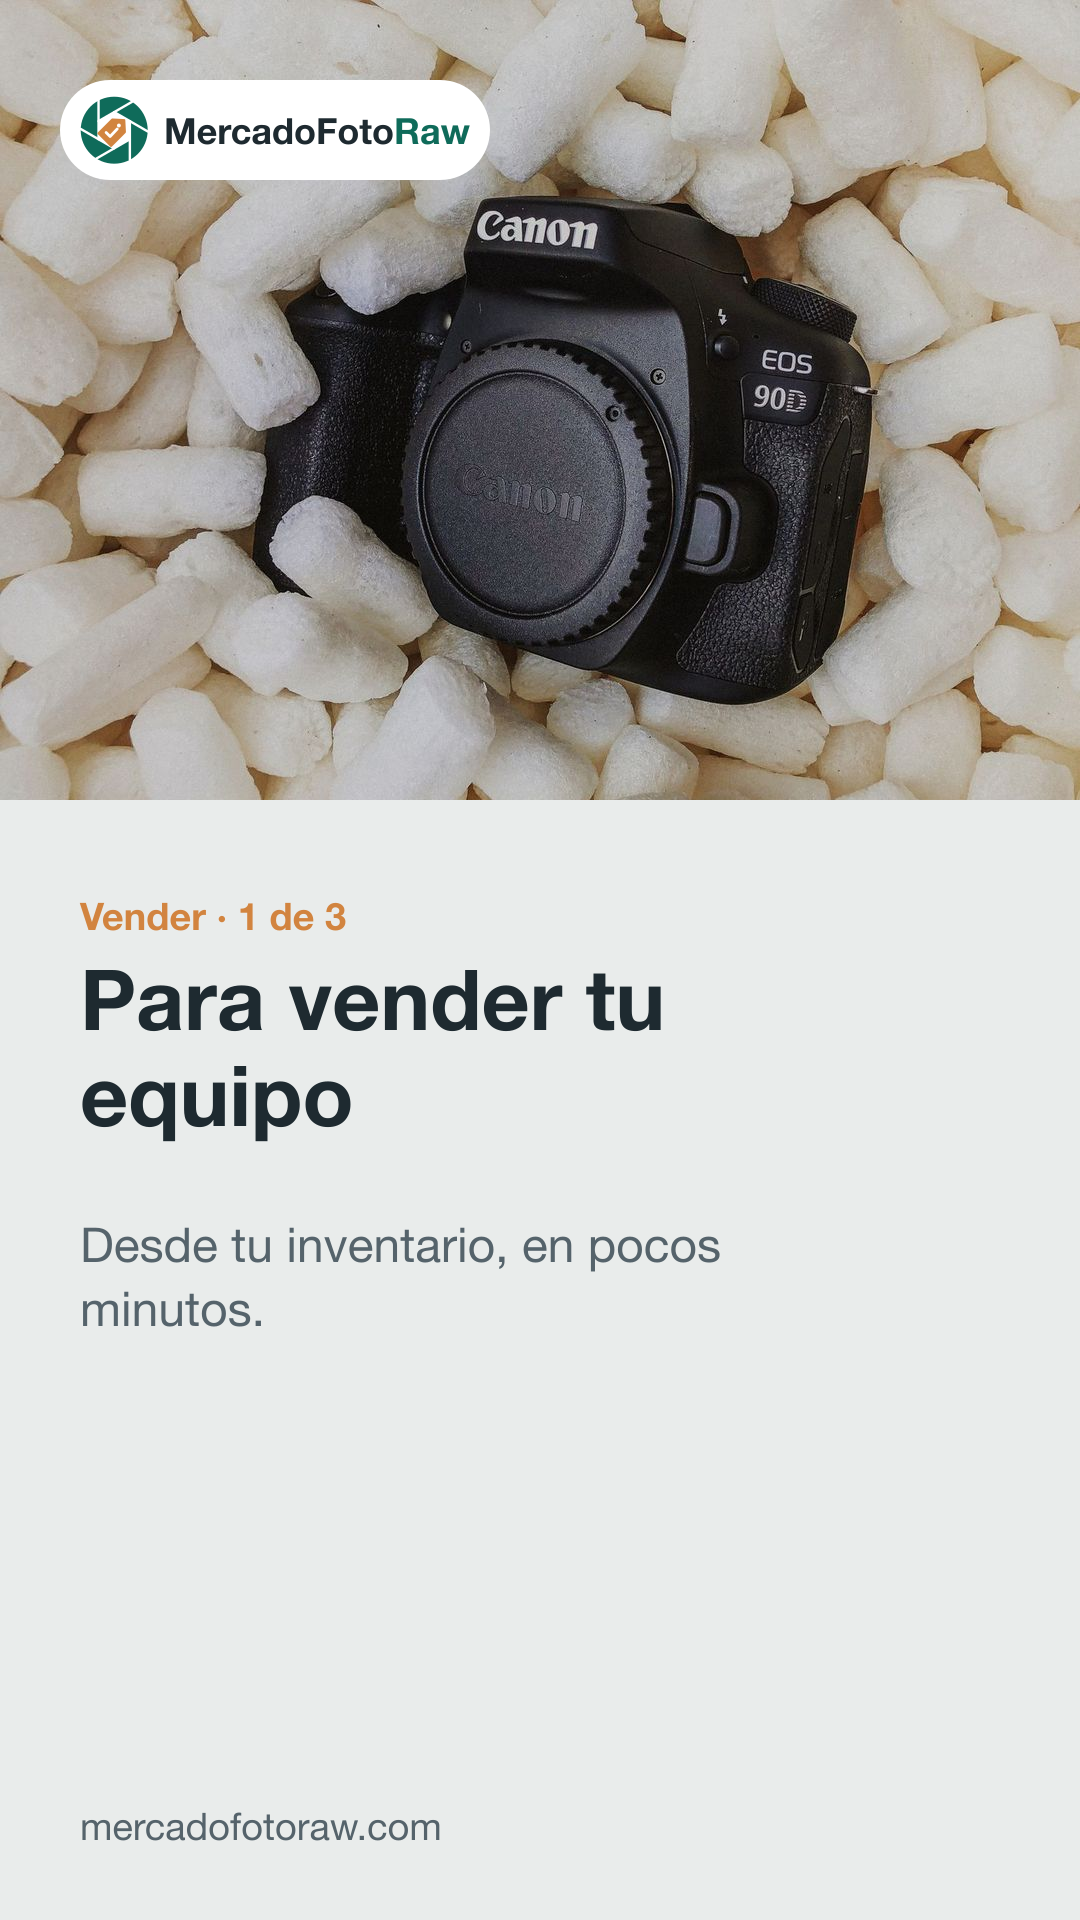 MercadoFotoRaw
Canon
EOS
90D
Canon
Vender · 1 de 3
Para vender tu
equipo
Desde tu inventario, en pocos
minutos.
mercadofotoraw.com